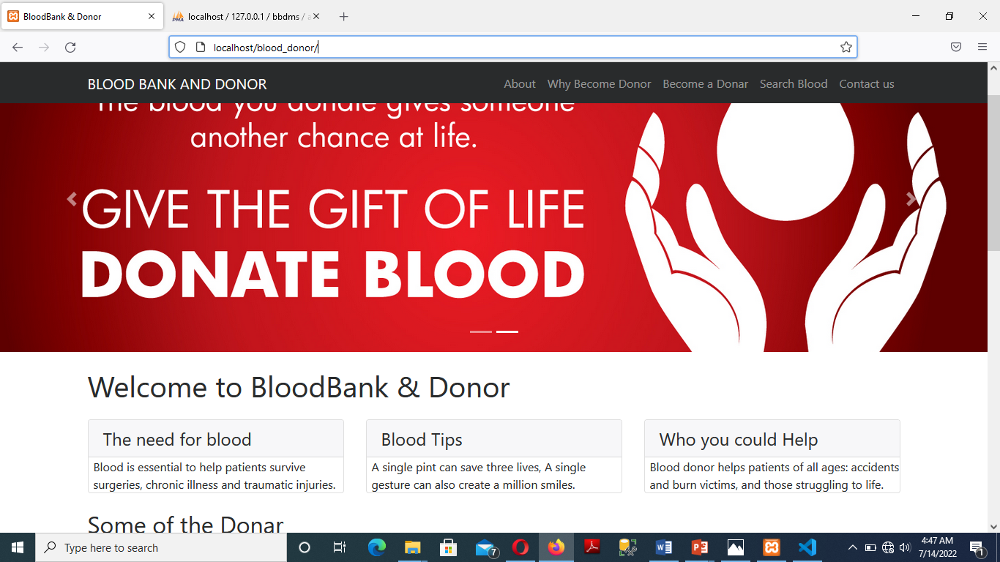 BloodBank & Donor
localhost / 127.0.0.1 / bbdms /
localhost/blood_donor/
BLOOD BANK AND DONOR
About
Why Become Donor
Become a Donar
Search Blood
Contact us
The blood you donate gives someone
another chance at life.
GIVE THE GIFT OF LIFE
DONATE BLOOD
Welcome to BloodBank & Donor
The need for blood
Blood is essential to help patients survive
surgeries, chronic illness and traumatic injuries.
Blood Tips
A single pint can save three lives, A single
gesture can also create a million smiles.
Who you could Help
Blood donor helps patients of all ages: accidents
and burn victims, and those struggling to life.
Some of the Donar
Type here to search
7
4:47 AM
7/14/2022
1